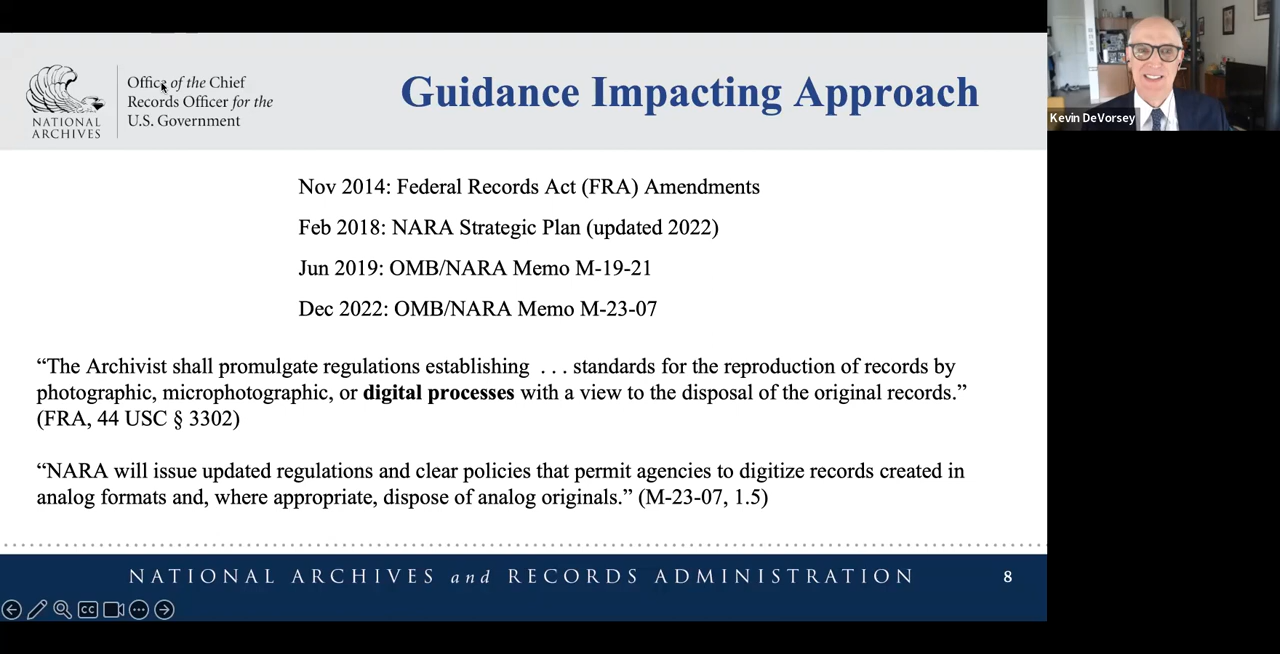 Office of the Chief
Records Officer for the
U.S. Government
NATIONAL
ARCHIVES
Guidance Impacting Approach
Kevin DeVorsey
Nov 2014: Federal Records Act (FRA) Amendments
Feb 2018: NARA Strategic Plan (updated 2022)
Jun 2019: OMB/NARA Memo M-19-21
Dec 2022: OMB/NARA Memo M-23-07
“The Archivist shall promulgate regulations establishing . . . standards for the reproduction of records by
photographic, microphotographic, or digital processes with a view to the disposal of the original records.”
(FRA, 44 USC § 3302)
“NARA will issue updated regulations and clear policies that permit agencies to digitize records created in
analog formats and, where appropriate, dispose of analog originals.” (M-23-07, 1.5)
NATIONAL ARCHIVES and RECORDS ADMINISTRATION
8
CC